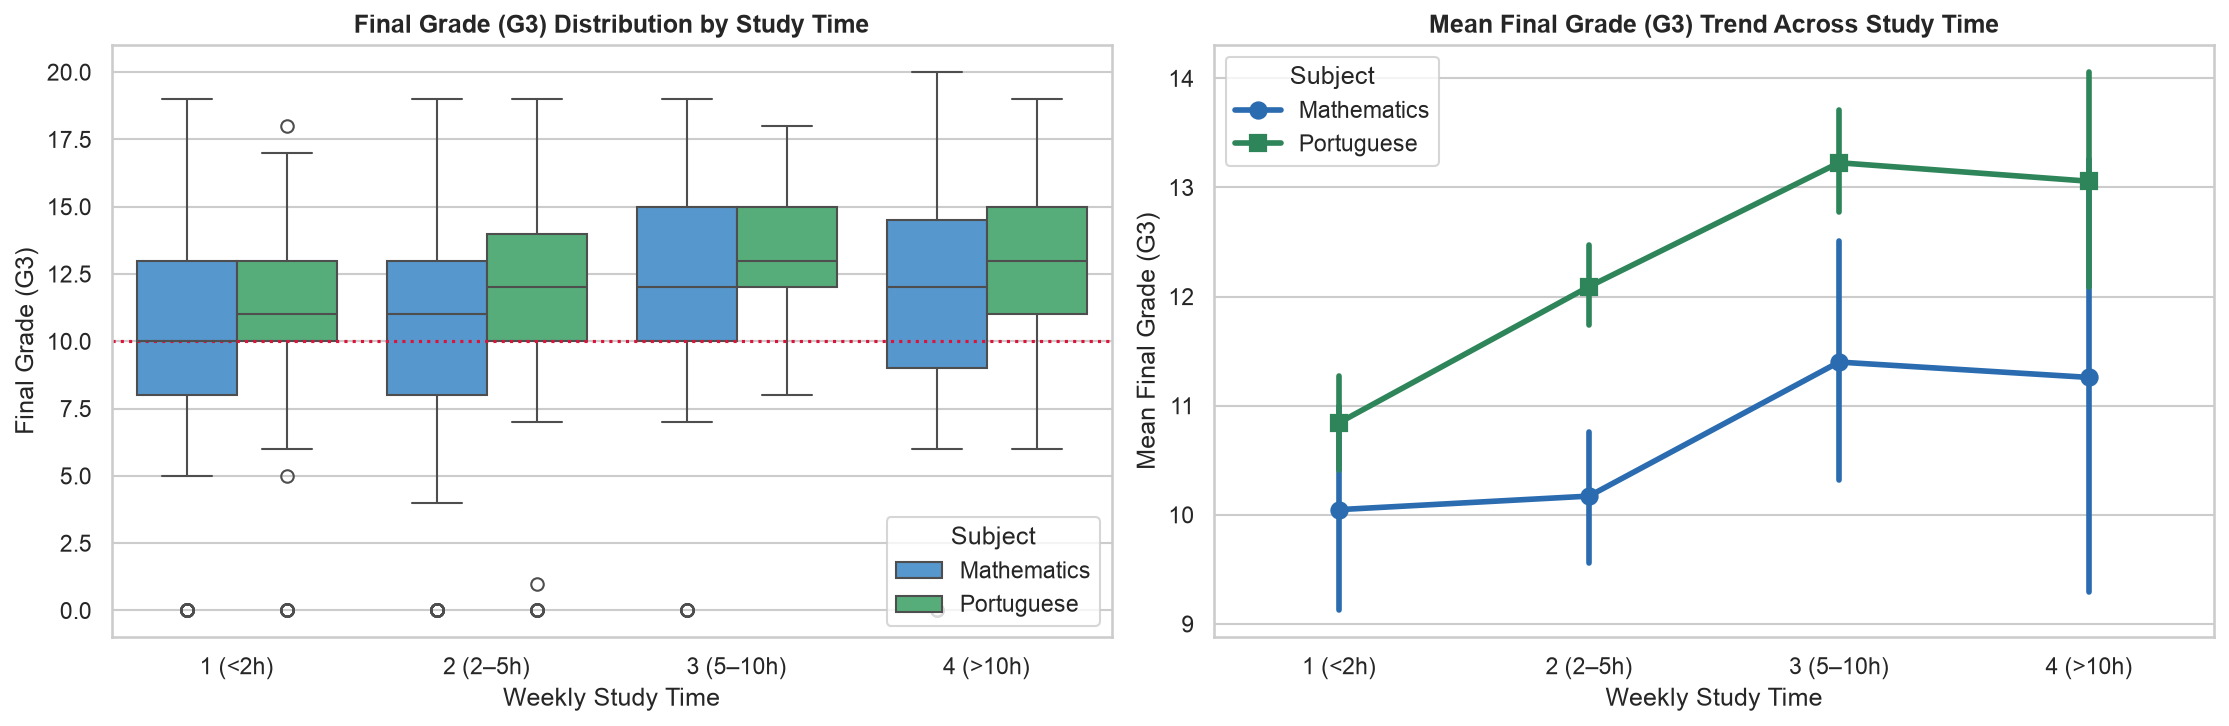 Final Grade (G3) Distribution by Study Time
Final Grade (G3)
20.0
17.5
15.0
12.5
10.0
7.5
5.0
2.5
0.0
Subject
Mathematics
Portuguese
1 (<2h)
2 (2–5h)
3 (5–10h)
4 (>10h)
Weekly Study Time
Mean Final Grade (G3) Trend Across Study Time
Mean Final Grade (G3)
Subject
Mathematics
Portuguese
14
13
12
11
10
9
1 (<2h)
2 (2–5h)
3 (5–10h)
4 (>10h)
Weekly Study Time